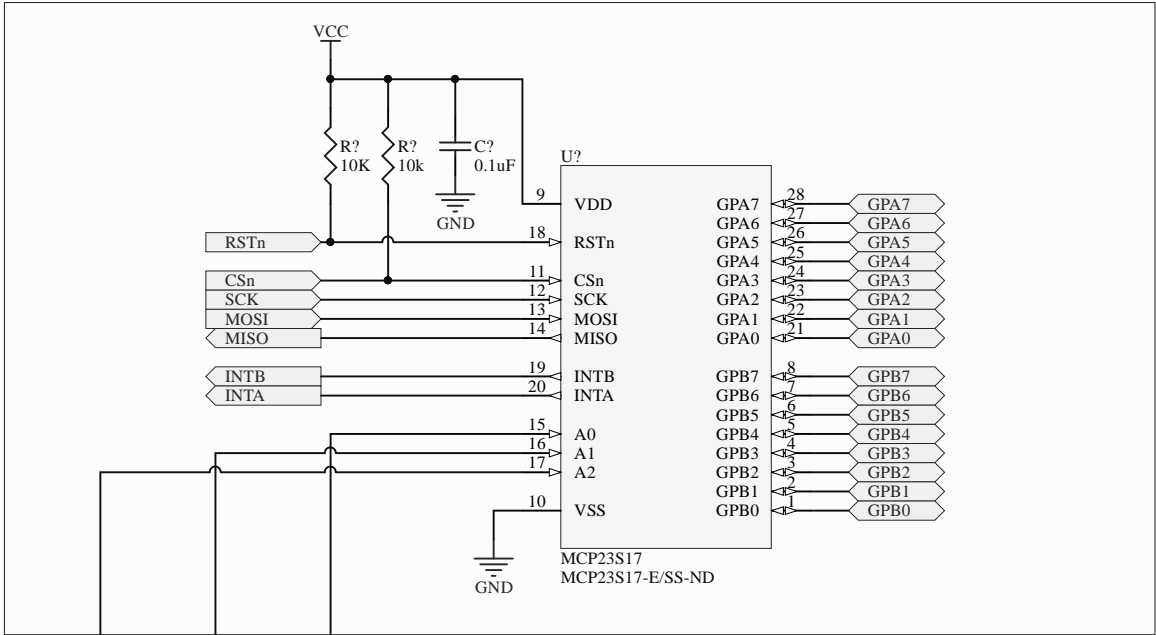 VCC
R?
10K
R?
10k
C?
0.1uF
GND
U?
9 VDD
18 RSTn
11 CSn
12 SCK
13 MOSI
14 MISO
19 INTB
20 INTA
15 A0
16 A1
17 A2
10 VSS
RSTn
CSn
SCK
MOSI
MISO
INTB
INTA
GND
GPA7 28 GPA7
GPA6 27 GPA6
GPA5 26 GPA5
GPA4 25 GPA4
GPA3 24 GPA3
GPA2 23 GPA2
GPA1 22 GPA1
GPA0 21 GPA0
GPB7 8 GPB7
GPB6 7 GPB6
GPB5 6 GPB5
GPB4 5 GPB4
GPB3 4 GPB3
GPB2 3 GPB2
GPB1 2 GPB1
GPB0 1 GPB0
MCP23S17
MCP23S17-E/SS-ND